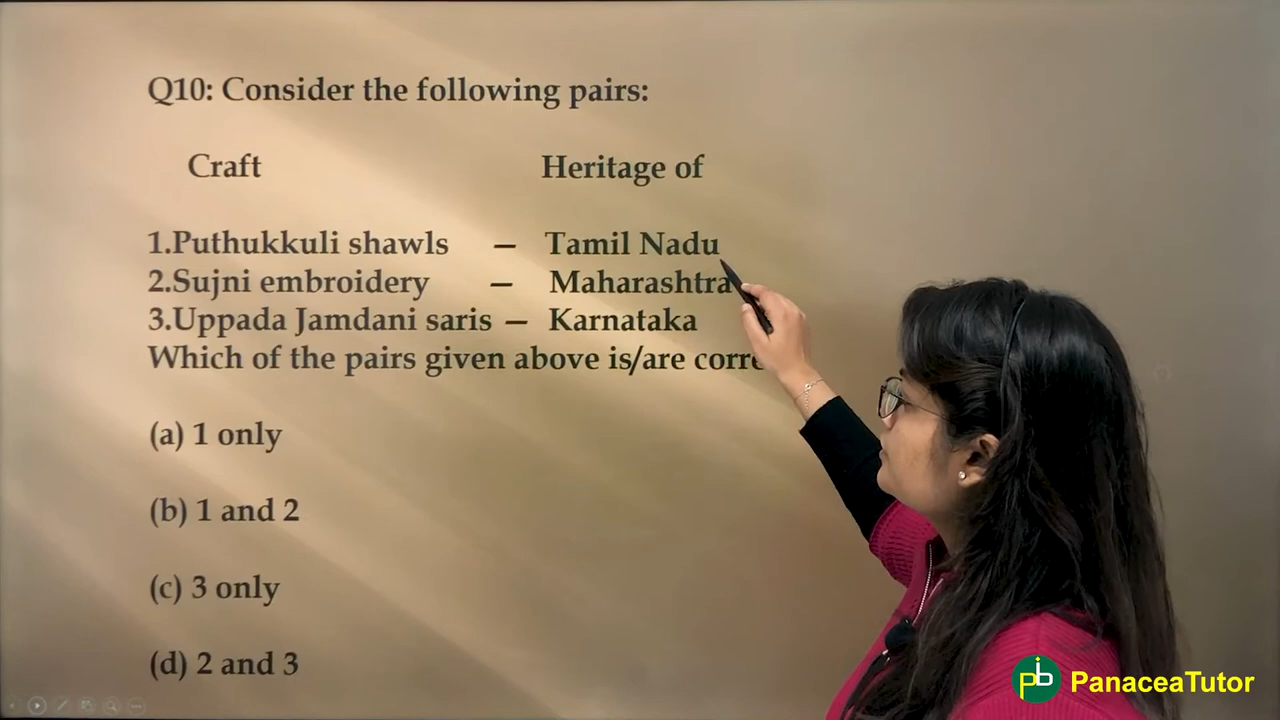 Q10: Consider the following pairs:
Craft Heritage of
1.Puthukkuli shawls – Tamil Nadu
2.Sujni embroidery – Maharashtra
3.Uppada Jamdani saris – Karnataka
Which of the pairs given above is/are corre
(a) 1 only
(b) 1 and 2
(c) 3 only
(d) 2 and 3
PanaceaTutor